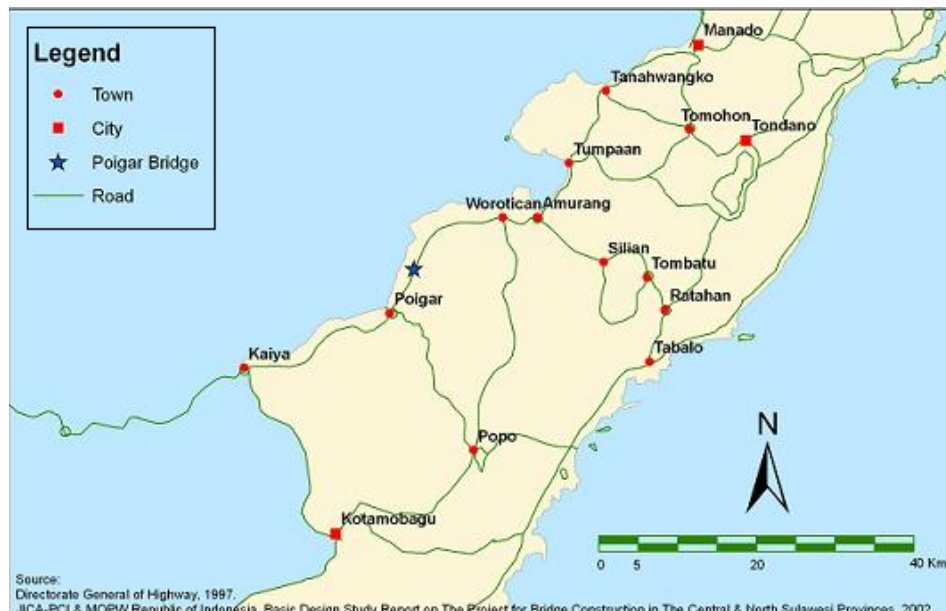 Legend
Town
City
Poigar Bridge
Road
Manado
Tanahwangko
Tomohon
Tondano
Tumpaan
Worotican
Amurang
Silian
Tombatu
Ratahan
Poigar
Kaiya
Tabalo
Popo
Kotamobagu
N
0 5 10 20 30 40 Km
Source:
Directorate General of Highway, 1997.
JICA-PCI & MOPW Republic of Indonesia, Basic Design Study Report on The Project for Bridge Construction in The Central & North Sulawesi Provinces, 2002